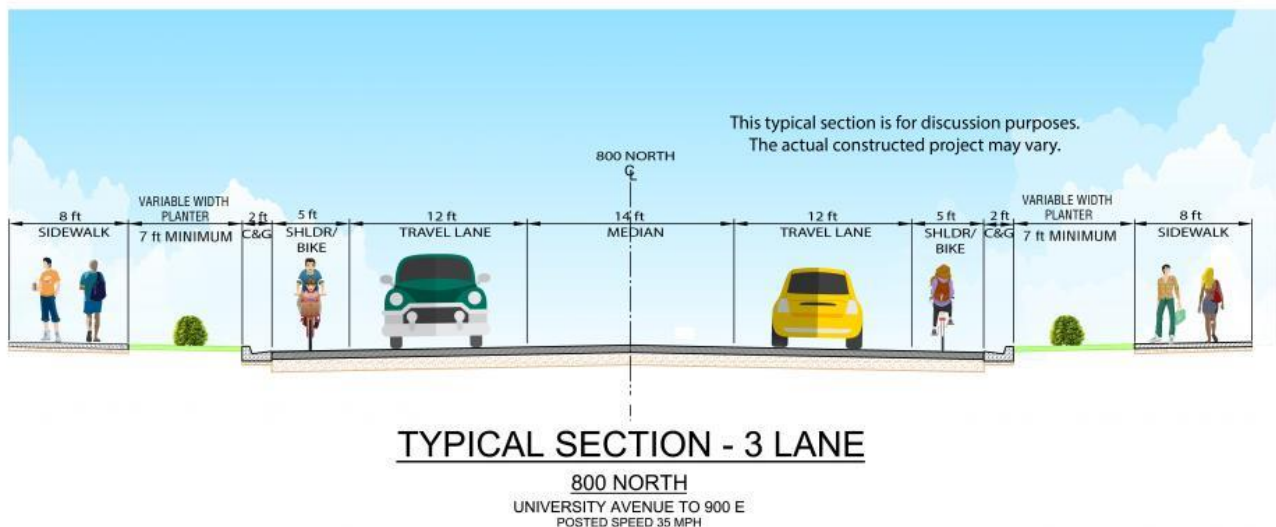 This typical section is for discussion purposes.
The actual constructed project may vary.
800 NORTH
CL
8 ft
SIDEWALK
VARIABLE WIDTH
PLANTER
7 ft MINIMUM
2 ft
C&G
5 ft
SHLDR/
BIKE
12 ft
TRAVEL LANE
14 ft
MEDIAN
12 ft
TRAVEL LANE
5 ft
SHLDR/
BIKE
2 ft
C&G
VARIABLE WIDTH
PLANTER
7 ft MINIMUM
8 ft
SIDEWALK
TYPICAL SECTION - 3 LANE
800 NORTH
UNIVERSITY AVENUE TO 900 E
POSTED SPEED 35 MPH